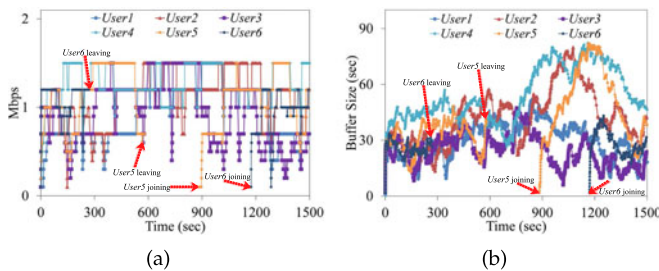 User1 User2 User3
User4 User5 User6
2
1
0
Mbps
User6 leaving
User5 leaving
User5 joining
User6 joining
0 300 600 900 1200 1500
Time (sec)
(a)
User1 User2 User3
User4 User5 User6
90
60
30
0
Buffer Size (sec)
User5 leaving
User6 leaving
User5 joining
User6 joining
0 300 600 900 1200 1500
Time (sec)
(b)